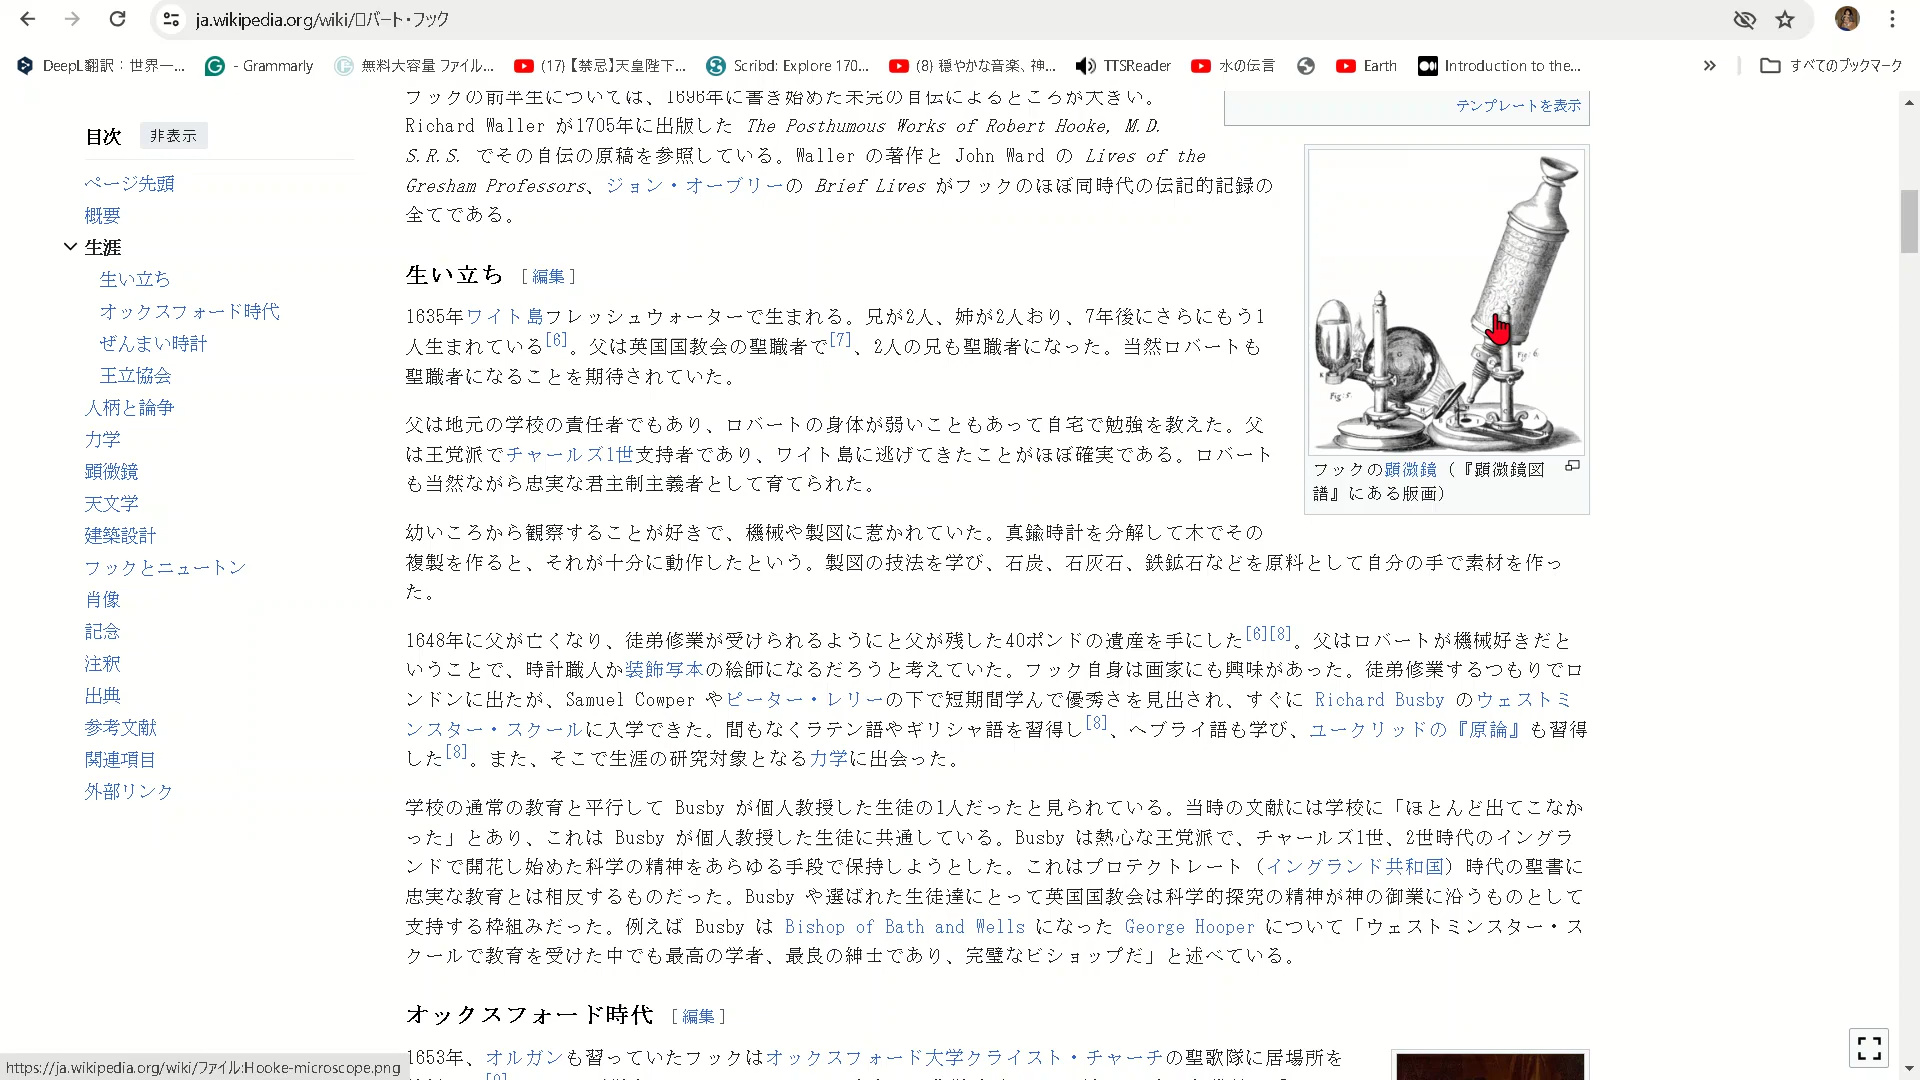 ja.wikipedia.org/wiki/ロバート・フック
DeepL翻訳：世界一...
- Grammarly
無料大容量 ファイル...
(17)【禁忌】天皇陛下...
Scribd: Explore 170...
(8) 穏やかな音楽、神...
TTSReader
水の伝言
Earth
Introduction to the...
»
すべてのブックマーク
目次 非表示
ページ先頭
概要
生涯
生い立ち
オックスフォード時代
ぜんまい時計
王立協会
人柄と論争
力学
顕微鏡
天文学
建築設計
フックとニュートン
肖像
記念
注釈
出典
参考文献
関連項目
外部リンク
フックの前半生については、1696年に書き始めた未完の自伝によるところが大きい。
Richard Waller が1705年に出版した The Posthumous Works of Robert Hooke, M.D.
S.R.S. でその自伝の原稿を参照している。Waller の著作と John Ward の Lives of the
Gresham Professors、ジョン・オーブリーの Brief Lives がフックのほぼ同時代の伝記的記録の
全てである。
生い立ち [編集]
1635年ワイト島フレッシュウォーターで生まれる。兄が2人、姉が2人おり、7年後にさらにもう1
人生まれている[6]。父は英国国教会の聖職者で[7]、2人の兄も聖職者になった。当然ロバートも
聖職者になることを期待されていた。
父は地元の学校の責任者でもあり、ロバートの身体が弱いこともあって自宅で勉強を教えた。父
は王党派でチャールズ1世支持者であり、ワイト島に逃げてきたことがほぼ確実である。ロバート
も当然ながら忠実な君主制主義者として育てられた。
幼いころから観察することが好きで、機械や製図に惹かれていた。真鍮時計を分解して木でその
複製を作ると、それが十分に動作したという。製図の技法を学び、石炭、石灰石、鉄鉱石などを原料として自分の手で素材を作っ
た。
1648年に父が亡くなり、徒弟修業が受けられるようにと父が残した40ポンドの遺産を手にした[6][8]。父はロバートが機械好きだと
いうことで、時計職人か装飾写本の絵師になるだろうと考えていた。フック自身は画家にも興味があった。徒弟修業するつもりでロ
ンドンに出たが、Samuel Cowper やピーター・レリーの下で短期間学んで優秀さを見出され、すぐに Richard Busby のウェストミ
ンスター・スクールに入学できた。間もなくラテン語やギリシャ語を習得し[8]、ヘブライ語も学び、ユークリッドの『原論』も習得
した[8]。また、そこで生涯の研究対象となる力学に出会った。
学校の通常の教育と平行して Busby が個人教授した生徒の1人だったと見られている。当時の文献には学校に「ほとんど出てこなか
った」とあり、これは Busby が個人教授した生徒に共通している。Busby は熱心な王党派で、チャールズ1世、2世時代のイングラ
ンドで開花し始めた科学の精神をあらゆる手段で保持しようとした。これはプロテクトレート（イングランド共和国）時代の聖書に
忠実な教育とは相反するものだった。Busby や選ばれた生徒達にとって英国国教会は科学的探究の精神が神の御業に沿うものとして
支持する枠組みだった。例えば Busby は Bishop of Bath and Wells になった George Hooper について「ウェストミンスター・ス
クールで教育を受けた中でも最高の学者、最良の紳士であり、完璧なビショップだ」と述べている。
オックスフォード時代 [編集]
1653年、オルガンも習っていたフックはオックスフォード大学クライスト・チャーチの聖歌隊に居場所を
テンプレートを表示
Fig:5.
Fig:6.
フックの顕微鏡（『顕微鏡図
譜』にある版画）
https://ja.wikipedia.org/wiki/ファイル:Hooke-microscope.png